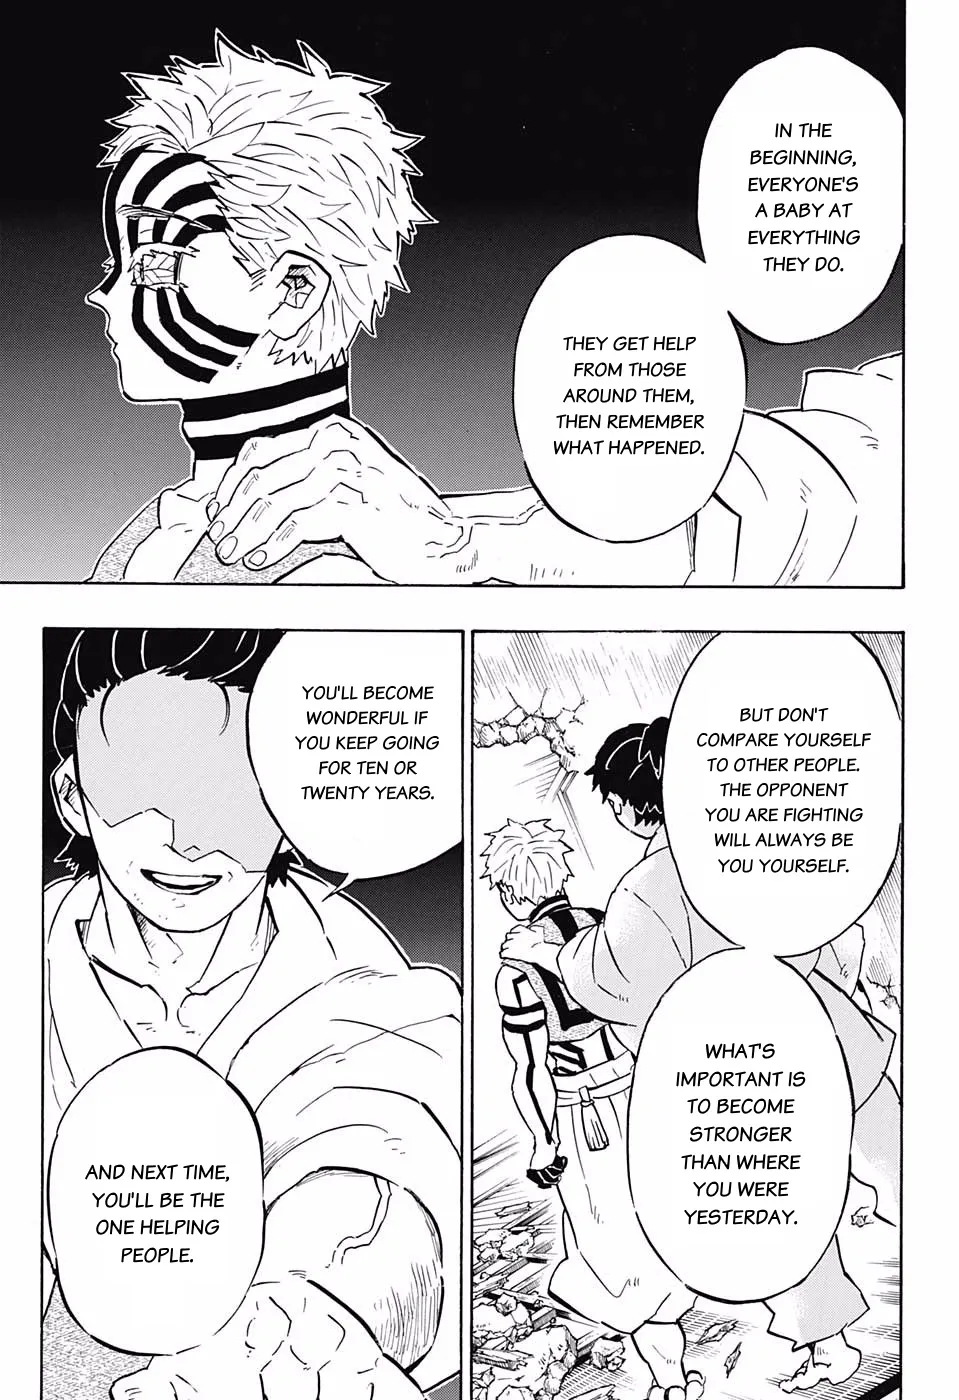 IN THE
BEGINNING,
EVERYONE'S
A BABY AT
EVERYTHING
THEY DO.
THEY GET HELP
FROM THOSE
AROUND THEM,
THEN REMEMBER
WHAT HAPPENED.
BUT DON'T
COMPARE YOURSELF
TO OTHER PEOPLE.
THE OPPONENT
YOU ARE FIGHTING
WILL ALWAYS BE
YOU YOURSELF.
WHAT'S
IMPORTANT IS
TO BECOME
STRONGER
THAN WHERE
YOU WERE
YESTERDAY.
YOU'LL BECOME
WONDERFUL IF
YOU KEEP GOING
FOR TEN OR
TWENTY YEARS.
AND NEXT TIME,
YOU'LL BE THE
ONE HELPING
PEOPLE.